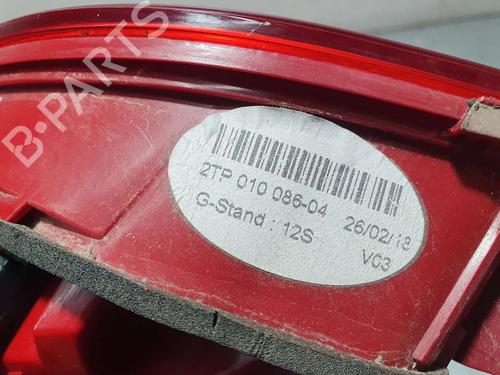 B-PARTS
2TP 010 086-04 26/02/18
G-Stand : 12S VC3